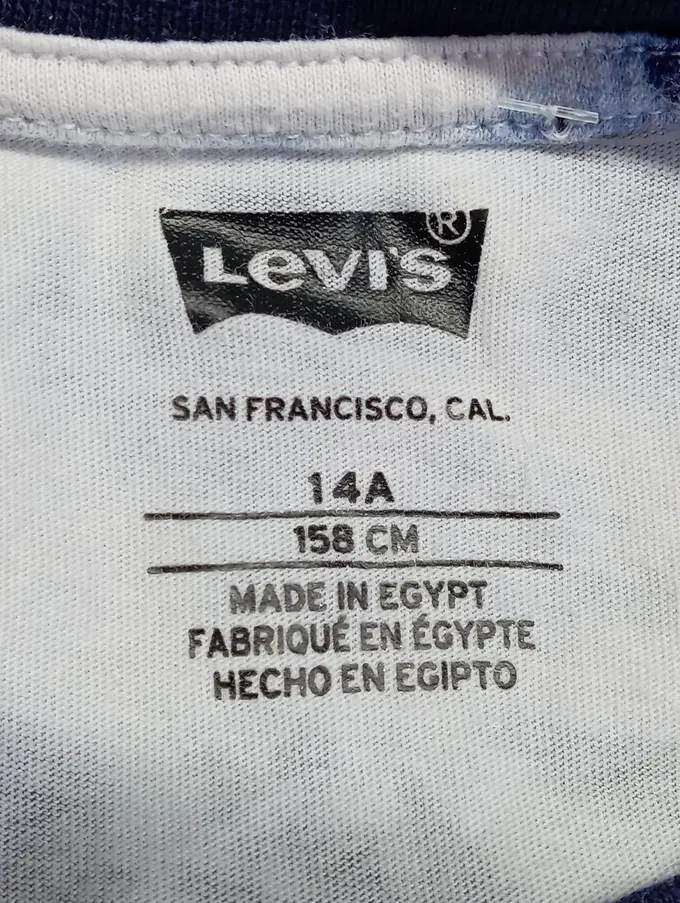 LEVI'S ®
SAN FRANCISCO, CAL.
14A
158 CM
MADE IN EGYPT
FABRIQUÉ EN ÉGYPTE
HECHO EN EGIPTO